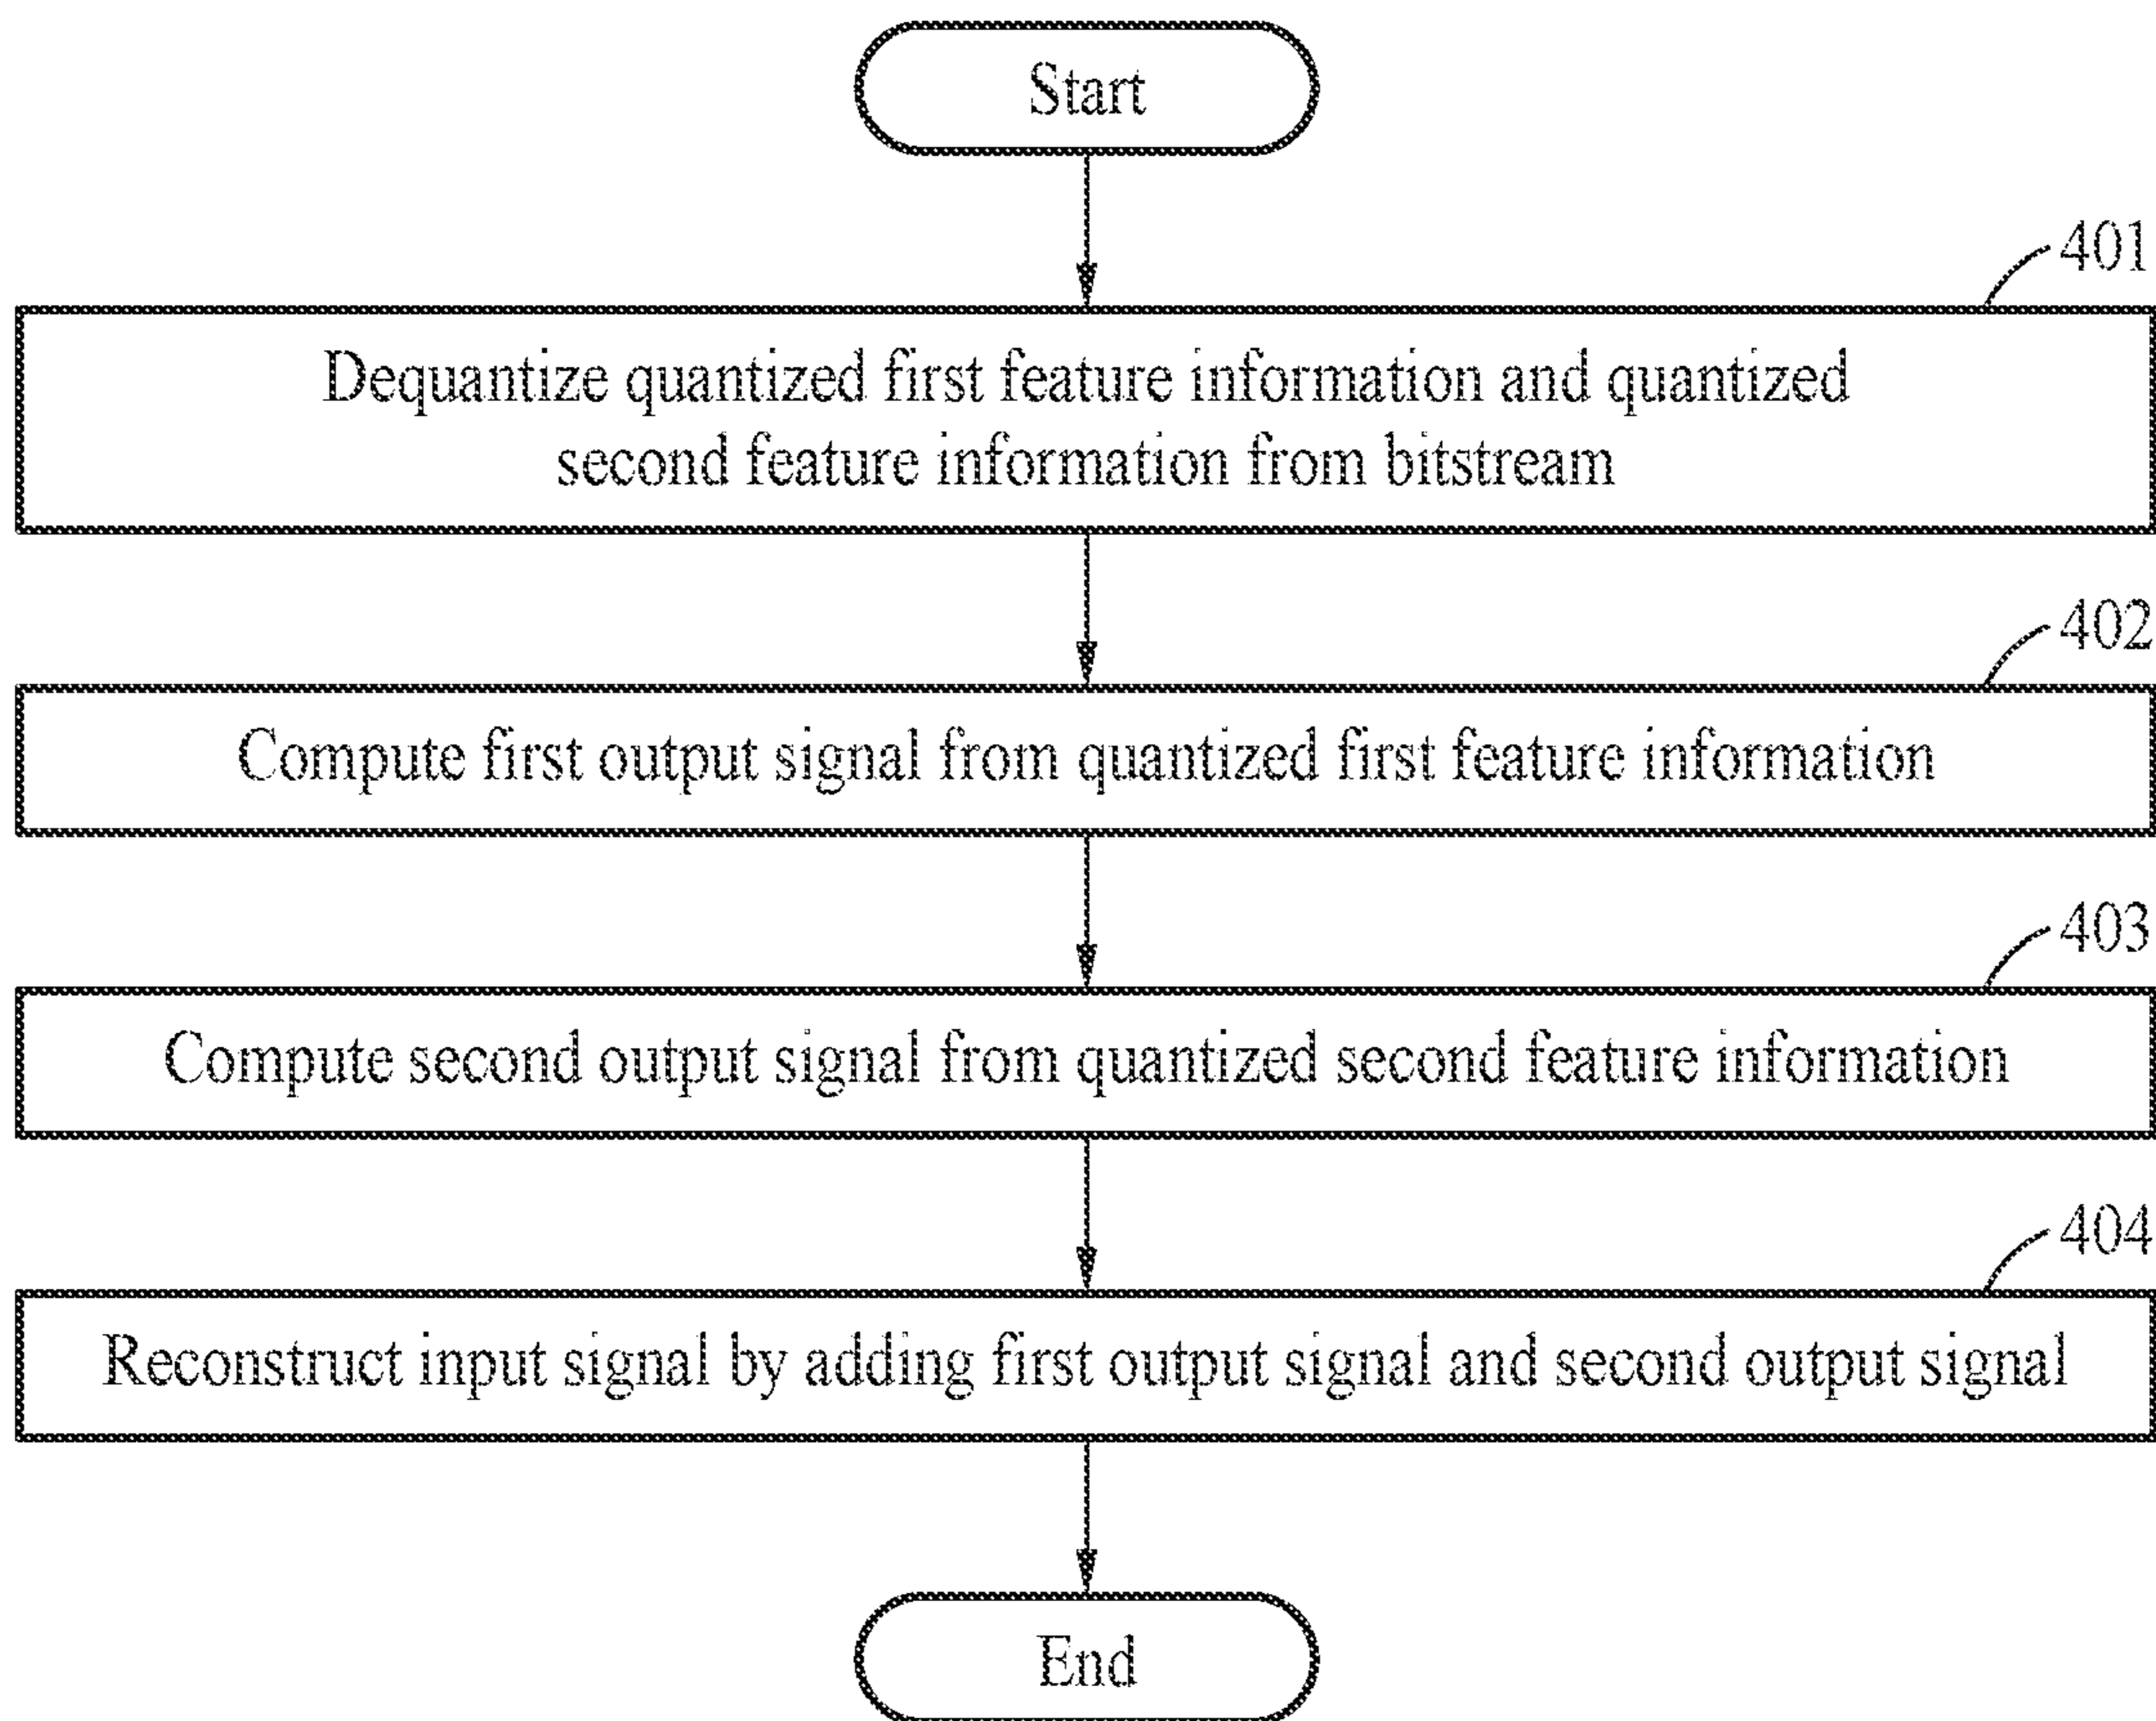 Start
401
Dequantize quantized first feature information and quantized
second feature information from bitstream
402
Compute first output signal from quantized first feature information
403
Compute second output signal from quantized second feature information
404
Reconstruct input signal by adding first output signal and second output signal
End